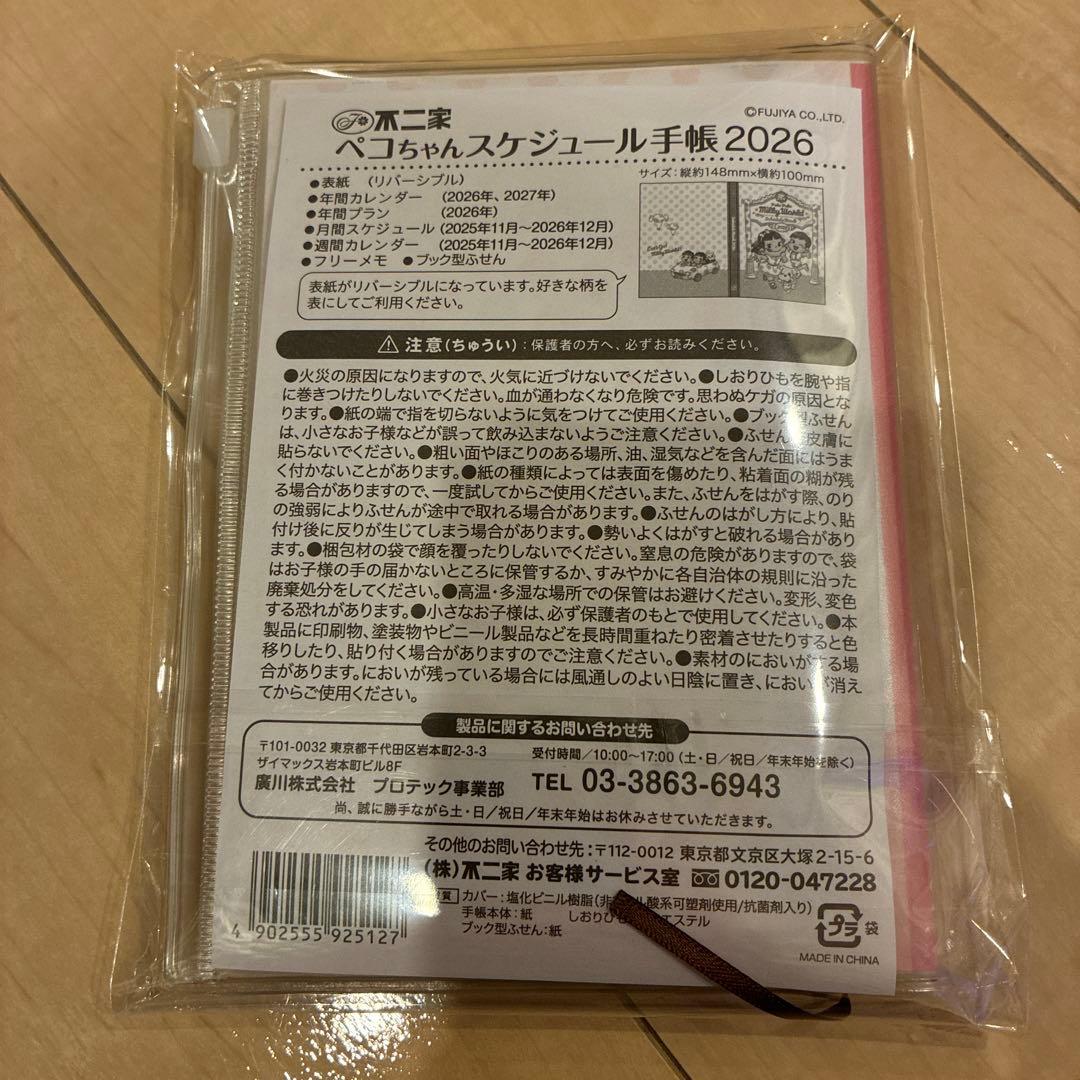 不二家
©FUJIYA CO.,LTD.
ペコちゃんスケジュール手帳2026
●表紙 (リバーシブル)
●年間カレンダー (2026年、2027年)
●年間プラン (2026年)
●月間スケジュール (2025年11月〜2026年12月)
●週間カレンダー (2025年11月〜2026年12月)
●フリーメモ ●ブック型ふせん
サイズ：縦約148mm×横約100mm
Milky World
表紙がリバーシブルになっています。好きな柄を
表にしてご利用ください。
⚠ 注意(ちゅうい)：保護者の方へ、必ずお読みください。
●火災の原因になりますので、火気に近づけないでください。●しおりひもを腕や指
に巻きつけたりしないでください。血が通わなくなり危険です。思わぬケガの原因とな
ります。●紙の端で指を切らないように気をつけてご使用ください。●ブック型ふせん
は、小さなお子様などが誤って飲み込まないようご注意ください。●ふせんを皮膚に
貼らないでください。●粗い面やほこりのある場所、油、湿気などを含んだ面にはうま
く付かないことがあります。●紙の種類によっては表面を傷めたり、粘着面の糊が残
る場合がありますので、一度試してからご使用ください。また、ふせんをはがす際、のり
の強弱によりふせんが途中で取れる場合があります。●ふせんのはがし方により、貼
付け後に反りが生じてしまう場合があります。●勢いよくはがすと破れる場合があり
ます。●梱包材の袋で顔を覆ったりしないでください。窒息の危険がありますので、袋
はお子様の手の届かないところに保管するか、すみやかに各自治体の規則に沿った
廃棄処分をしてください。●高温・多湿な場所での保管はお避けください。変形、変色
する恐れがあります。●小さなお子様は、必ず保護者のもとで使用してください。●本
製品に印刷物、塗装物やビニール製品などを長時間重ねたり密着させたりすると色
移りしたり、貼り付く場合がありますのでご注意ください。●素材のにおいがする場
合があります。においが残っている場合には風通しのよい日陰に置き、においが消え
てからご使用ください。
製品に関するお問い合わせ先
〒101-0032 東京都千代田区岩本町2-3-3
ザイマックス岩本町ビル8F
廣川株式会社 プロテック事業部
受付時間／10:00〜17:00 (土・日／祝日／年末年始を除く)
TEL 03-3863-6943
尚、誠に勝手ながら土・日／祝日／年末年始はお休みさせていただきます。
その他のお問い合わせ先：〒112-0012 東京都文京区大塚2-15-6
(株)不二家 お客様サービス室 0120-047228
質 カバー：塩化ビニル樹脂(非 ル酸系可塑剤使用/抗菌剤入り)
手帳本体：紙 しおりひも エステル
ブック型ふせん：紙
4 902555 925127
プラ 袋
MADE IN CHINA